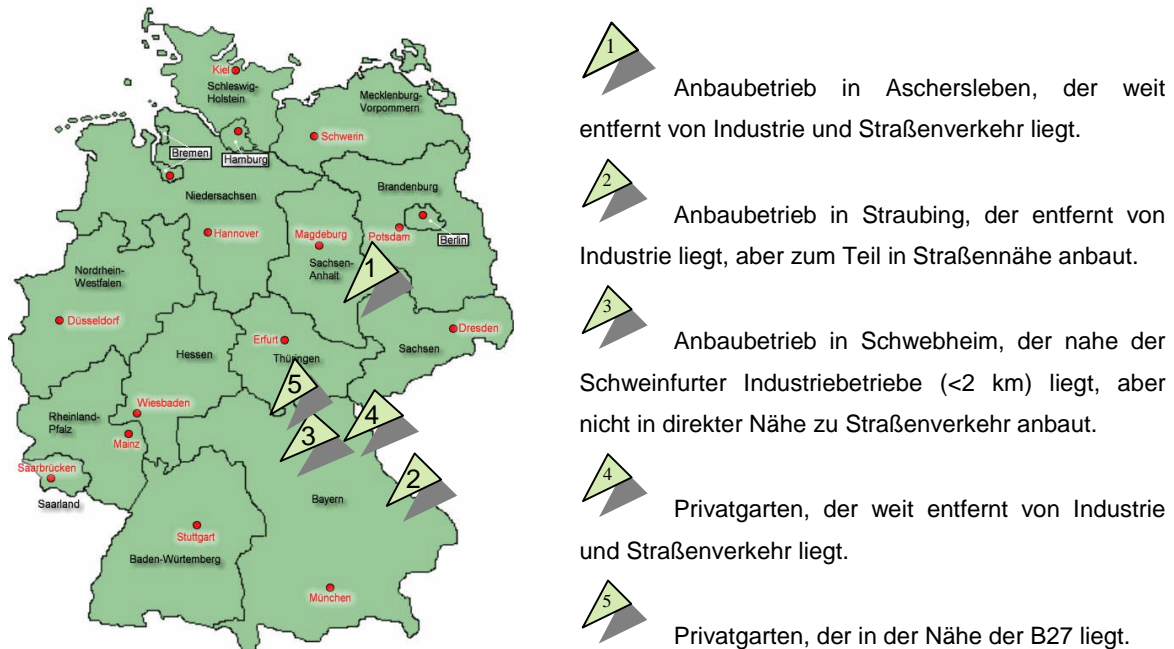 Kiel
Schleswig-
Holstein
Mecklenburg-
Vorpommern
Schwerin
Bremen
Hamburg
Niedersachsen
Brandenburg
Hannover
Magdeburg
Potsdam
Berlin
Sachsen-
Anhalt
1
Nordrhein-
Westfalen
Düsseldorf
Dresden
Erfurt
Hessen
Thüringen
Sachsen
5
Wiesbaden
Rheinland-
Pfalz
4
Mainz
3
Saarbrücken
2
Saarland
Bayern
Stuttgart
Baden-Würtemberg
München
1
Anbaubetrieb in Aschersleben, der weit
entfernt von Industrie und Straßenverkehr liegt.
2
Anbaubetrieb in Straubing, der entfernt von
Industrie liegt, aber zum Teil in Straßennähe anbaut.
3
Anbaubetrieb in Schwebheim, der nahe der
Schweinfurter Industriebetriebe (<2 km) liegt, aber
nicht in direkter Nähe zu Straßenverkehr anbaut.
4
Privatgarten, der weit entfernt von Industrie
und Straßenverkehr liegt.
5
Privatgarten, der in der Nähe der B27 liegt.